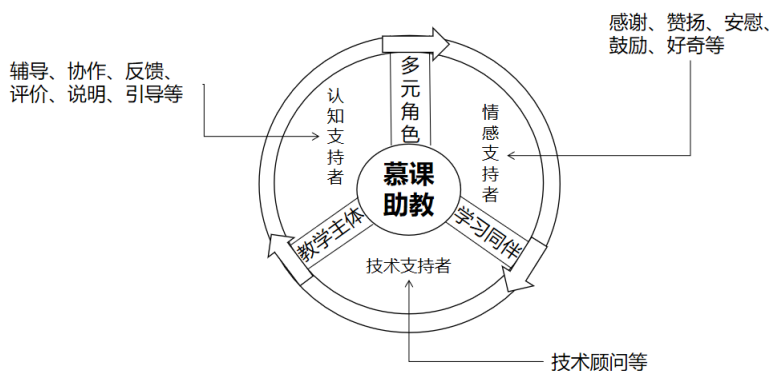 感谢、赞扬、安慰、
鼓励、好奇等
辅导、协作、反馈、
评价、说明、引导等
多元角色
认知支持者
情感支持者
慕课
助教
教学主体
学习同伴
技术支持者
技术顾问等